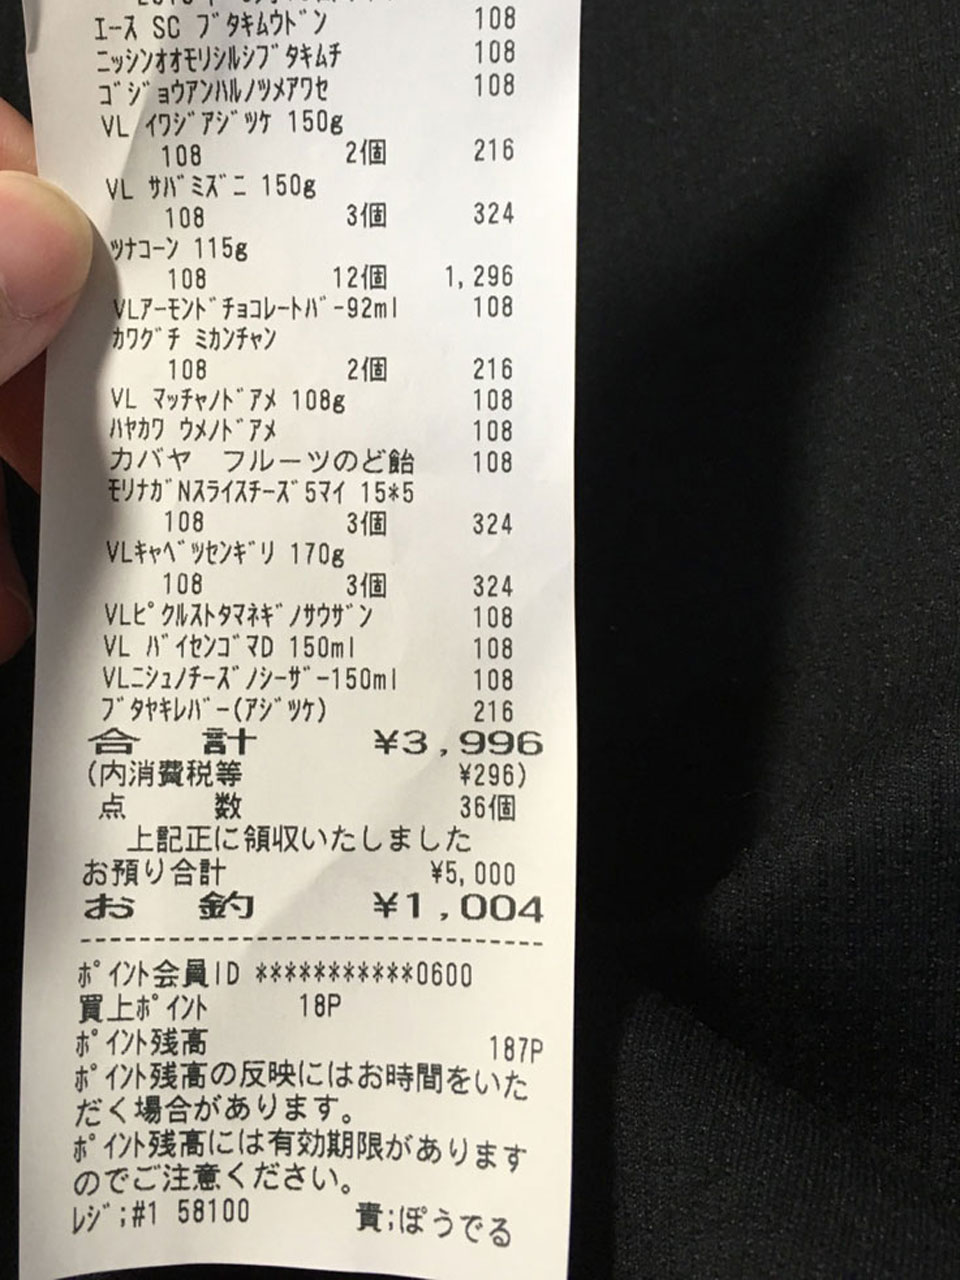 エース SC ブタキムウドン 108
ニッシンオオモリシルシブタキムチ 108
ゴジョウアンハルノツメアワセ 108
VL イワシアジツケ 150g
108 2個 216
VL サバミズニ 150g
108 3個 324
ツナコーン 115g
108 12個 1,296
VLアーモンドチョコレートバー92ml 108
カワグチ ミカンチャン
108 2個 216
VL マッチャノドアメ 108g 108
ハヤカワ ウメノドアメ 108
カバヤ フルーツのど飴 108
モリナガNスライスチーズ5マイ 15*5
108 3個 324
VLキャベツセンギリ 170g
108 3個 324
VLピクルストタマネギノサウザン 108
VL バイセンゴマD 150ml 108
VLニシュノチーズノシーザー150ml 108
ブタヤキレバー(アジツケ) 216
合計 ¥3,996
(内消費税等 ¥296)
点数 36個
上記正に領収いたしました
お預り合計 ¥5,000
お釣 ¥1,004
ポイント会員ID ***********0600
買上ポイント 18P
ポイント残高 187P
ポイント残高の反映にはお時間をいた
だく場合があります。
ポイント残高には有効期限があります
のでご注意ください。
レジ;#1 58100 責;ぽうでる